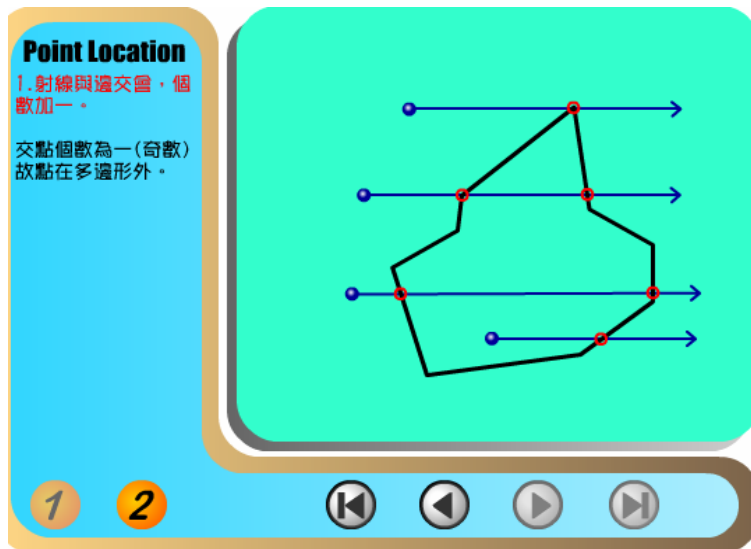 Point Location
1.射線與邊交會，個
數加一。
交點個數為一(奇數)
故點在多邊形外。
1 2